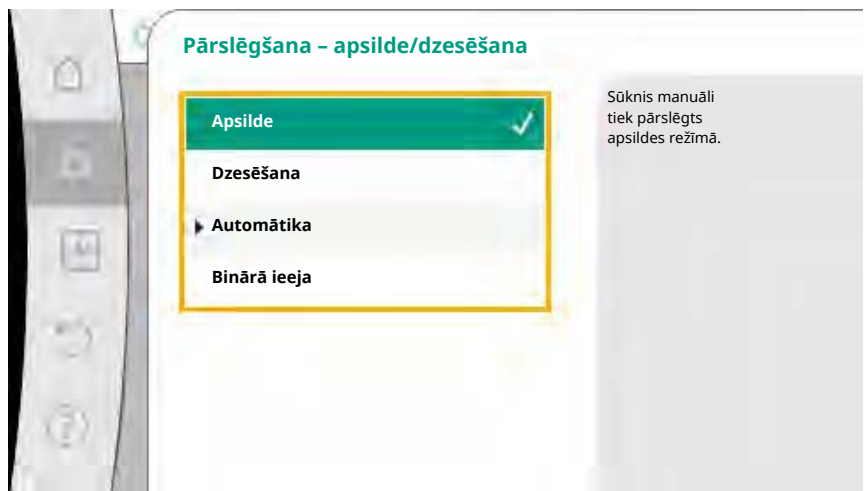 Pārslēgšana – apsilde/dzesēšana
Apsilde
Dzesēšana
Automātika
Binārā ieeja
Sūknis manuāli
tiek pārslēgts
apsildes režīmā.